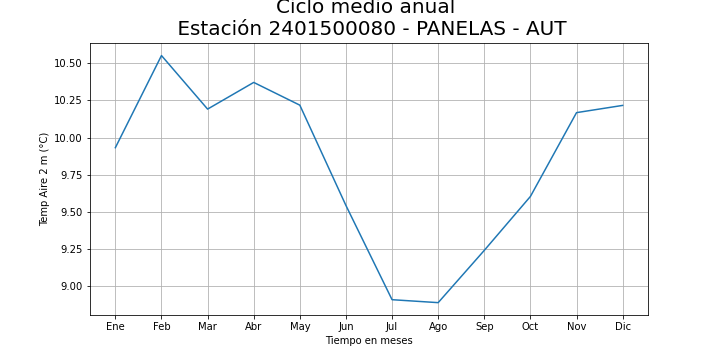 Ciclo medio anual
Estación 2401500080 - PANELAS - AUT
10.50
10.25
10.00
9.75
9.50
9.25
9.00
Temp Aire 2 m (°C)
Ene Feb Mar Abr May Jun Jul Ago Sep Oct Nov Dic
Tiempo en meses